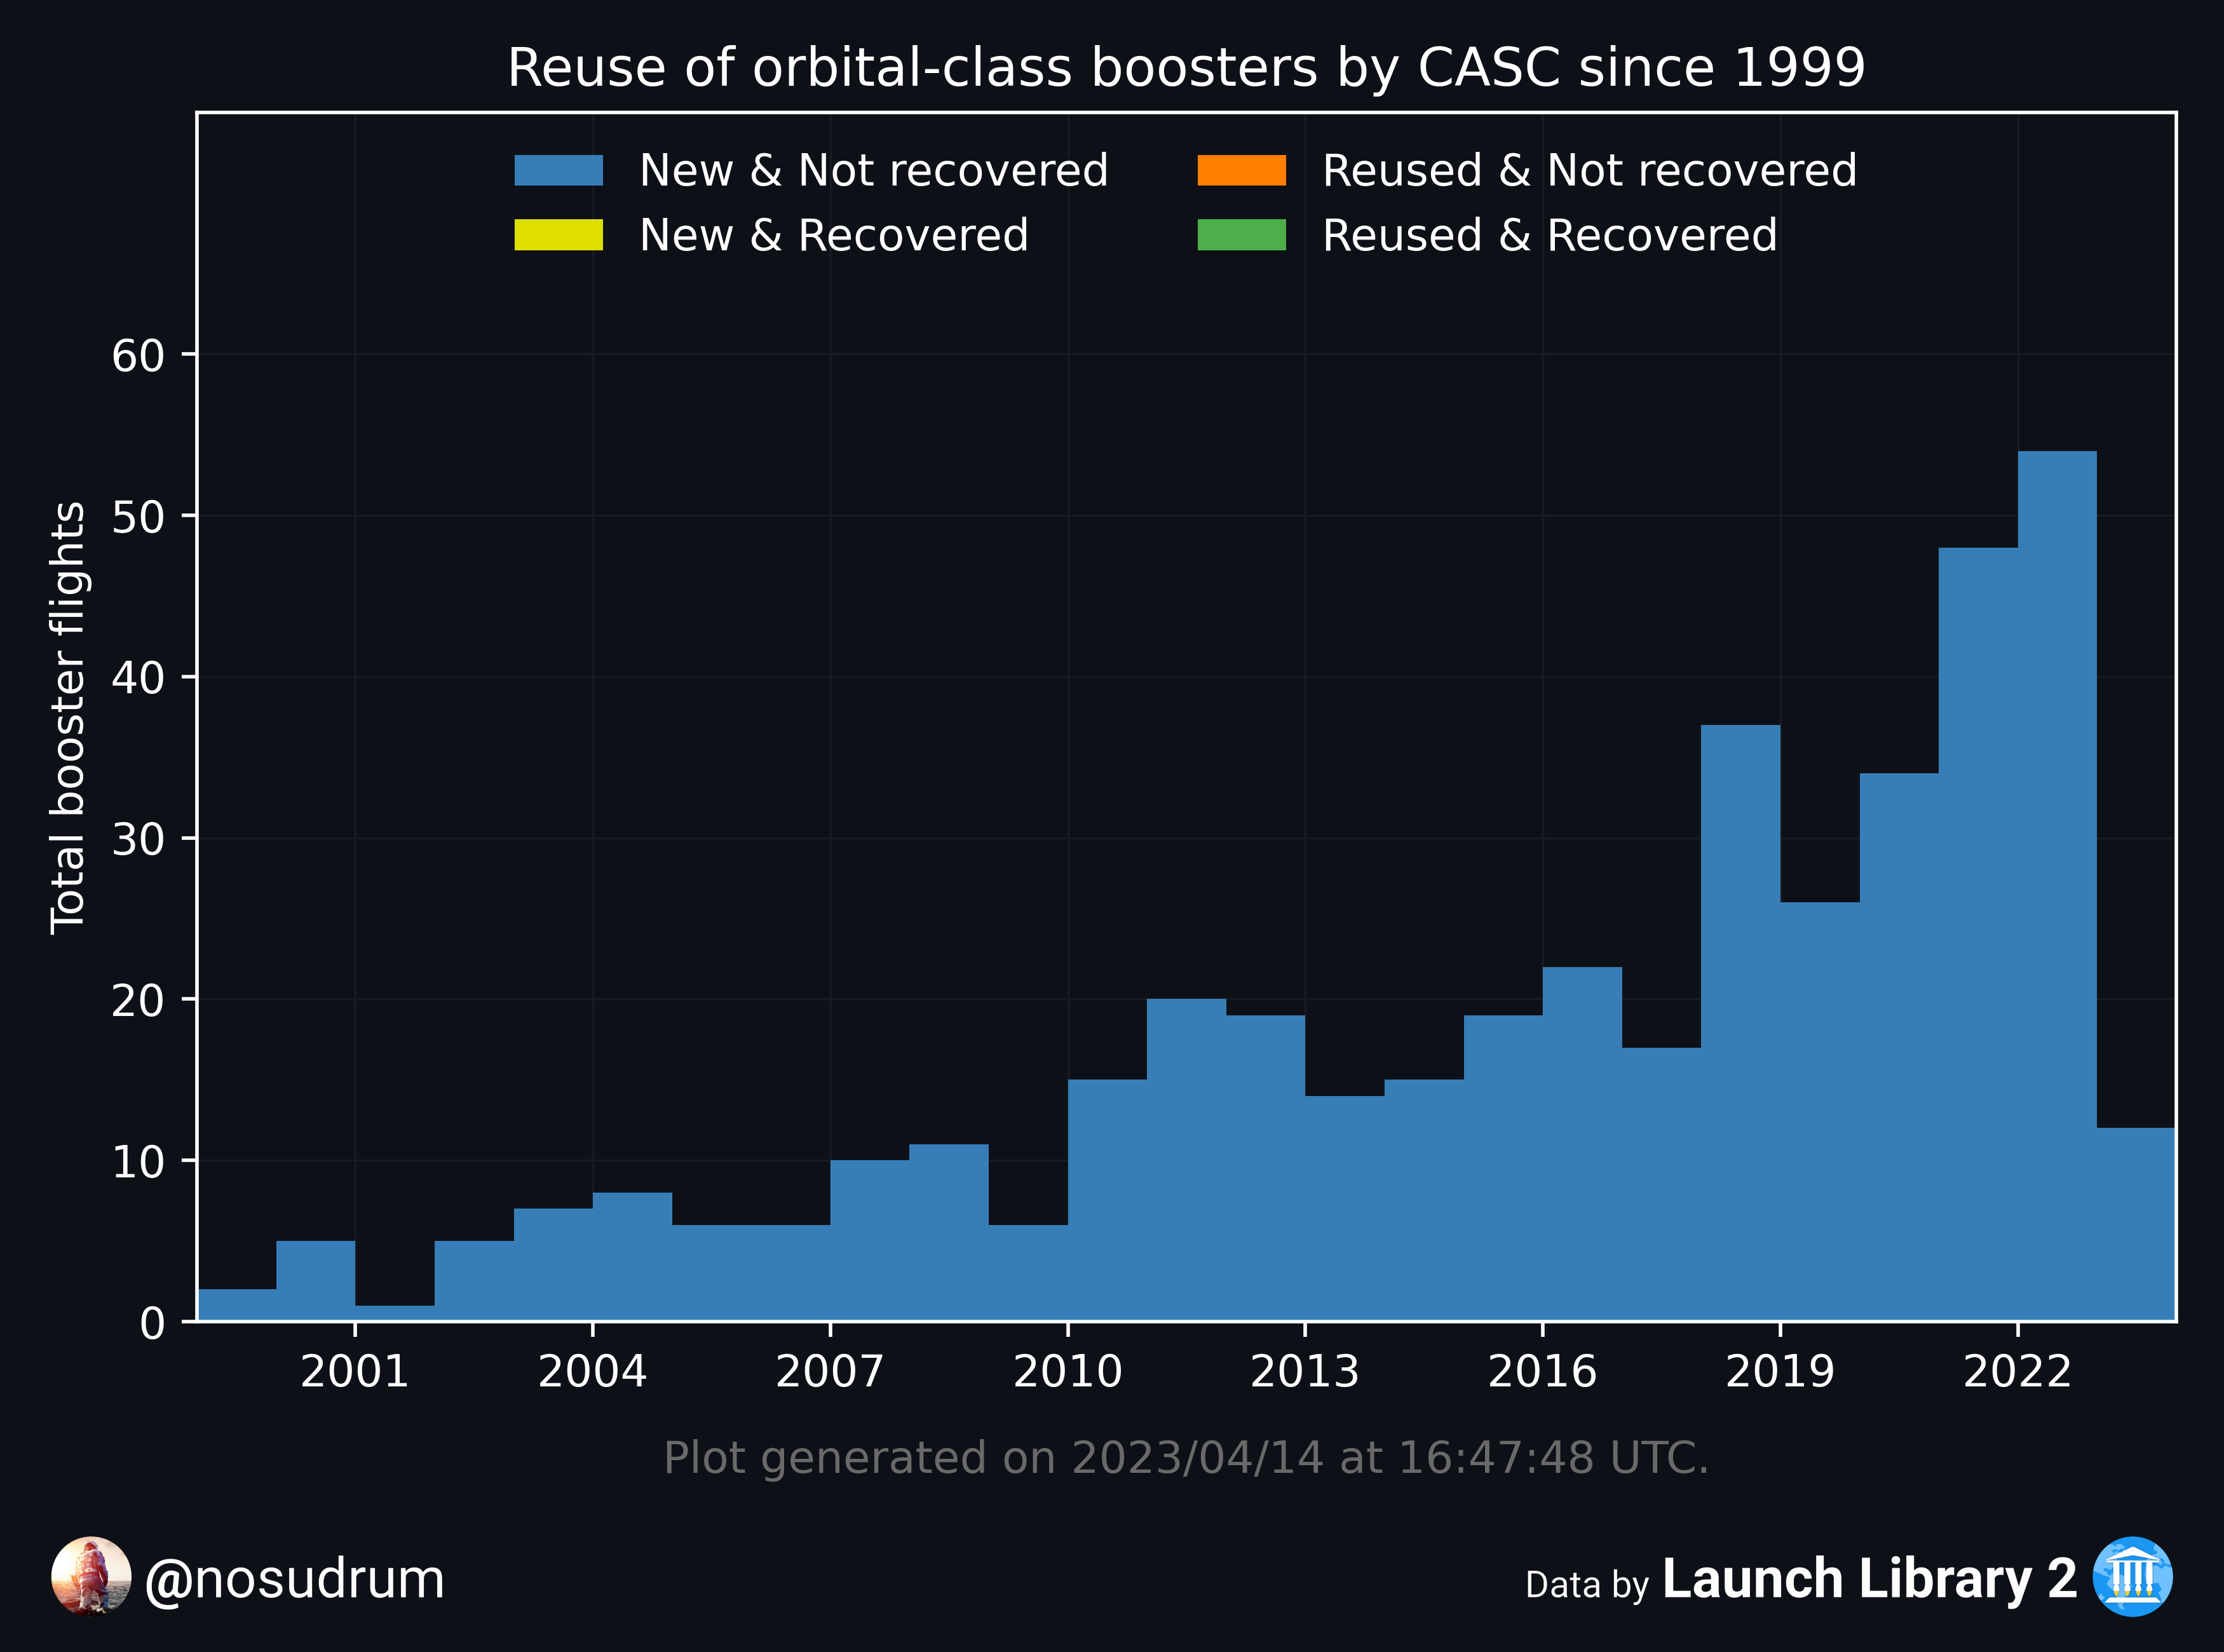 Reuse of orbital-class boosters by CASC since 1999
New & Not recovered
New & Recovered
Reused & Not recovered
Reused & Recovered
Total booster flights
60
50
40
30
20
10
0
2001 2004 2007 2010 2013 2016 2019 2022
Plot generated on 2023/04/14 at 16:47:48 UTC.
@nosudrum
Data by Launch Library 2